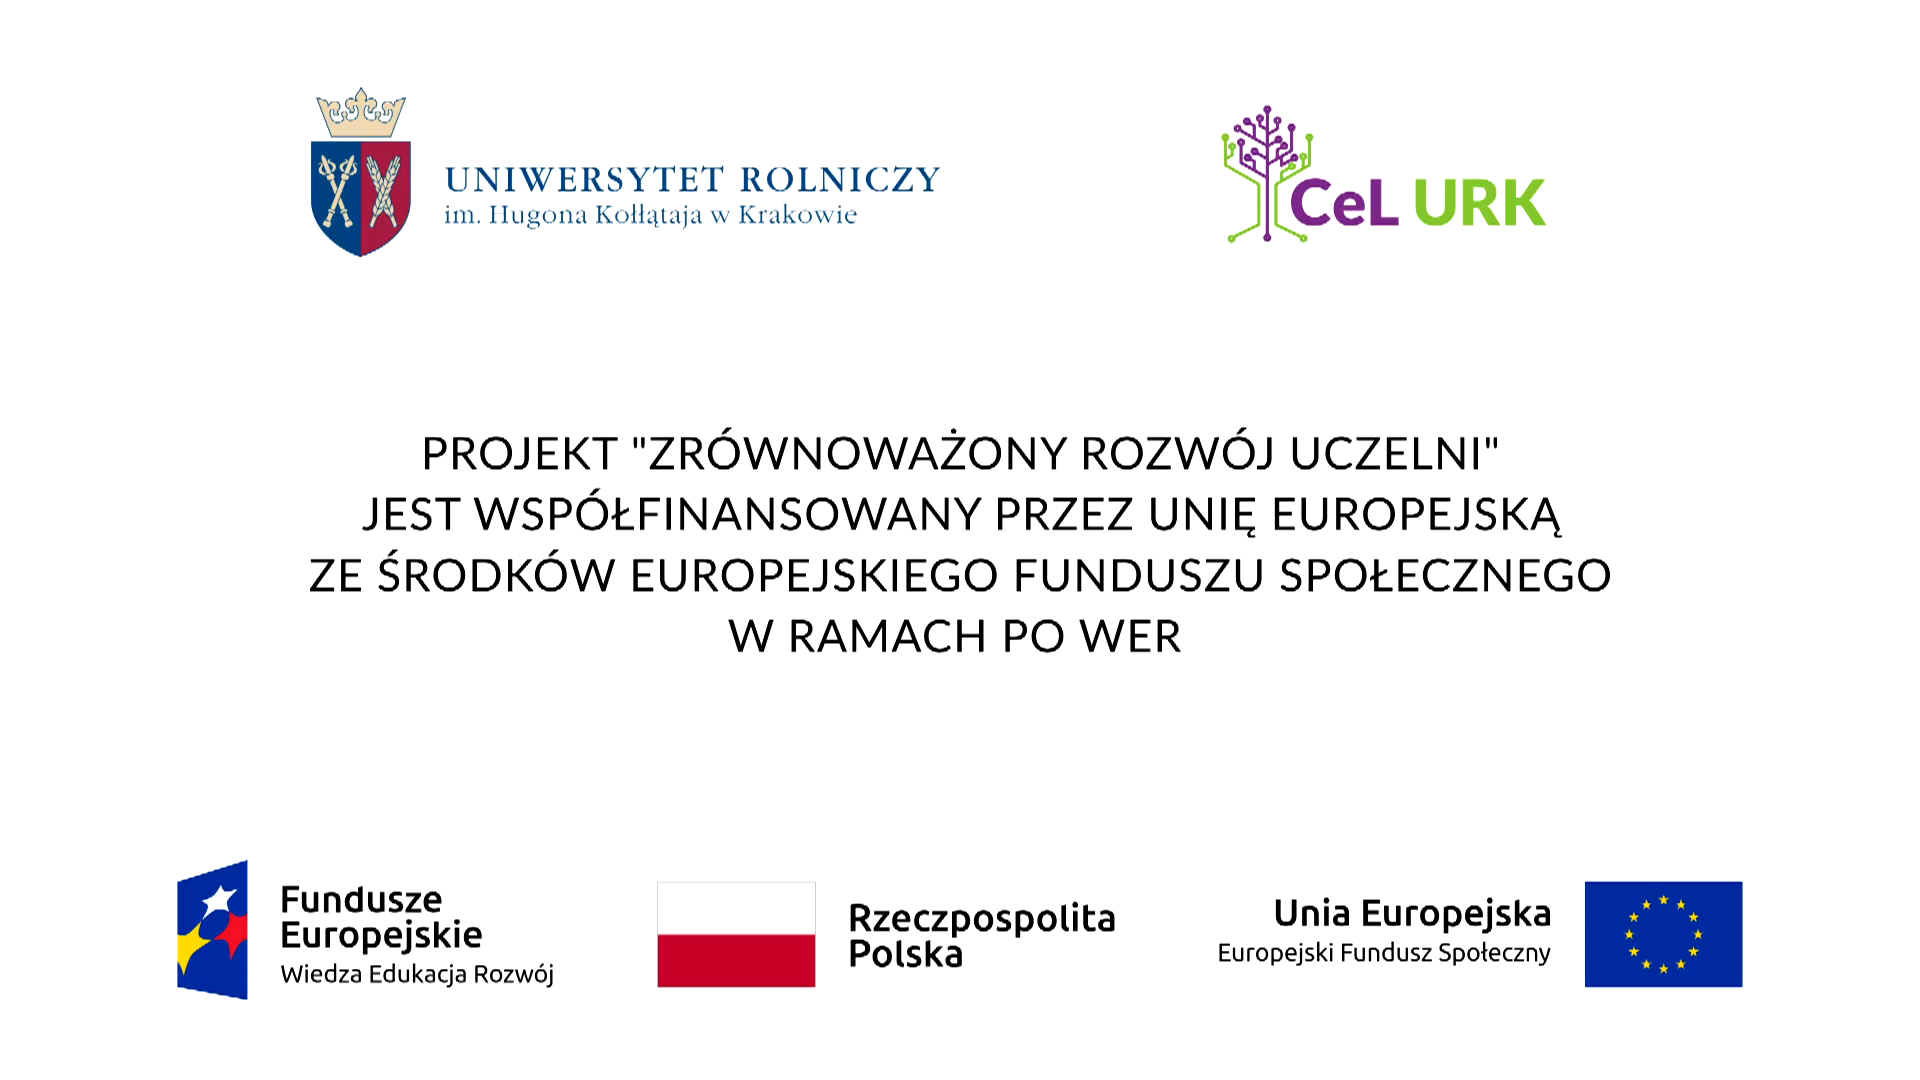 UNIWERSYTET ROLNICZY
im. Hugona Kołłątaja w Krakowie
CeL URK
PROJEKT "ZRÓWNOWAŻONY ROZWÓJ UCZELNI"
JEST WSPÓŁFINANSOWANY PRZEZ UNIĘ EUROPEJSKĄ
ZE ŚRODKÓW EUROPEJSKIEGO FUNDUSZU SPOŁECZNEGO
W RAMACH PO WER
Fundusze
Europejskie
Wiedza Edukacja Rozwój
Rzeczpospolita
Polska
Unia Europejska
Europejski Fundusz Społeczny